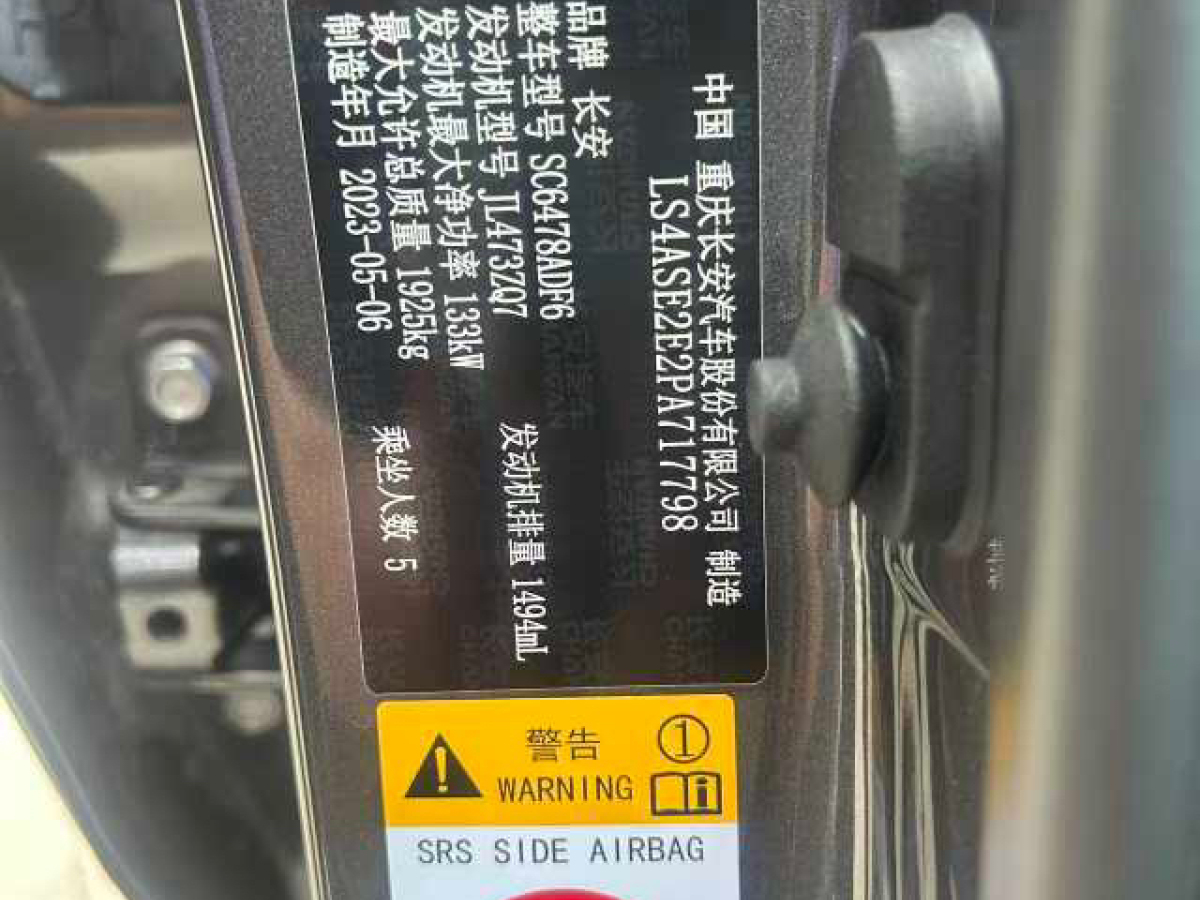 中国 重庆长安汽车股份有限公司 制造
LS4ASE2E2PA717798
品牌 长安
整车型号 SC6478ADF6
发动机型号 JL473ZQ7 发动机排量 1494mL
发动机最大净功率 133kW
最大允许总质量 1925kg 乘坐人数 5
制造年月 2023-05-06
警告 ①
WARNING
SRS SIDE AIRBAG